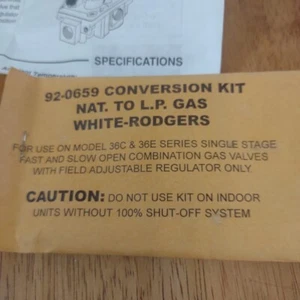 SPECIFICATIONS
92-0659 CONVERSION KIT
NAT. TO L.P. GAS
WHITE-RODGERS
FOR USE ON MODEL 36C & 36E SERIES SINGLE STAGE
FAST AND SLOW OPEN COMBINATION GAS VALVES
WITH FIELD ADJUSTABLE REGULATOR ONLY
CAUTION: DO NOT USE KIT ON INDOOR
UNITS WITHOUT 100% SHUT-OFF SYSTEM